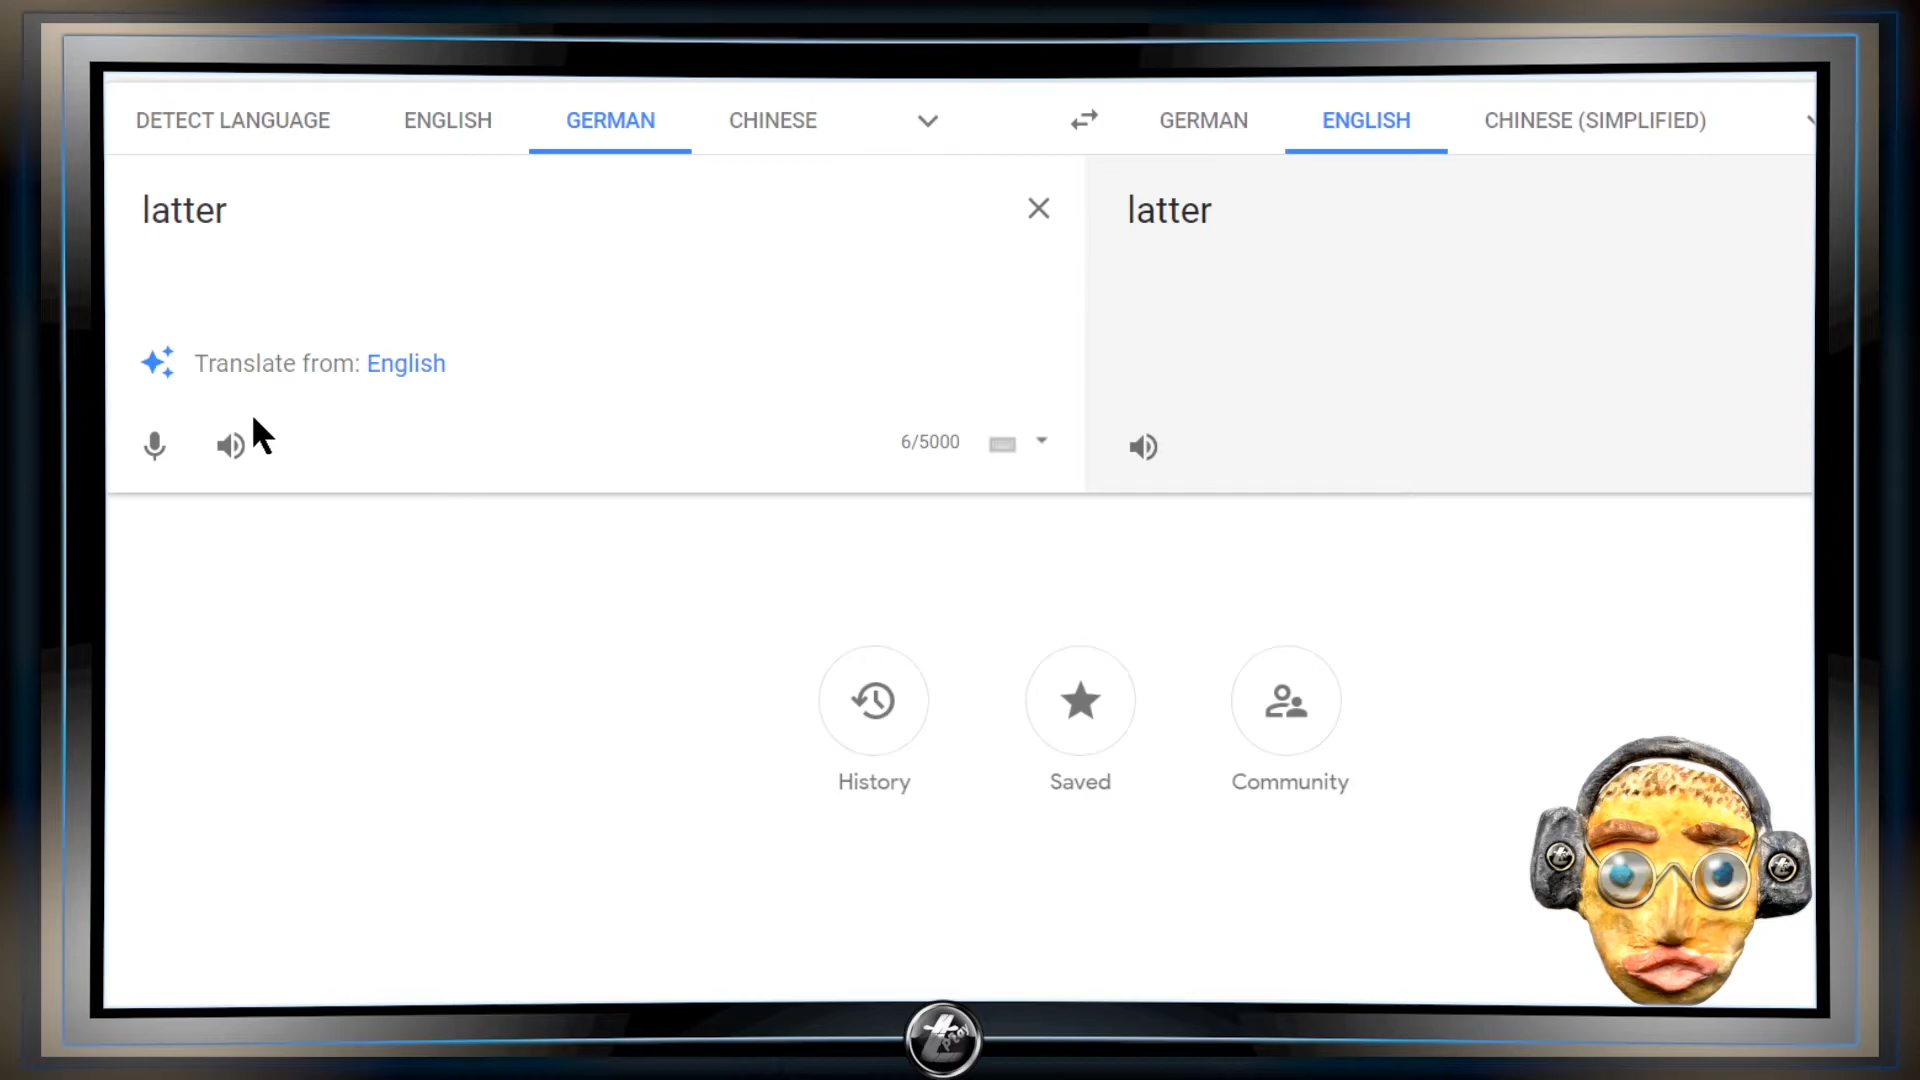 DETECT LANGUAGE ENGLISH GERMAN CHINESE GERMAN ENGLISH CHINESE (SIMPLIFIED)
latter
latter
Translate from: English
6/5000
History Saved Community
Play